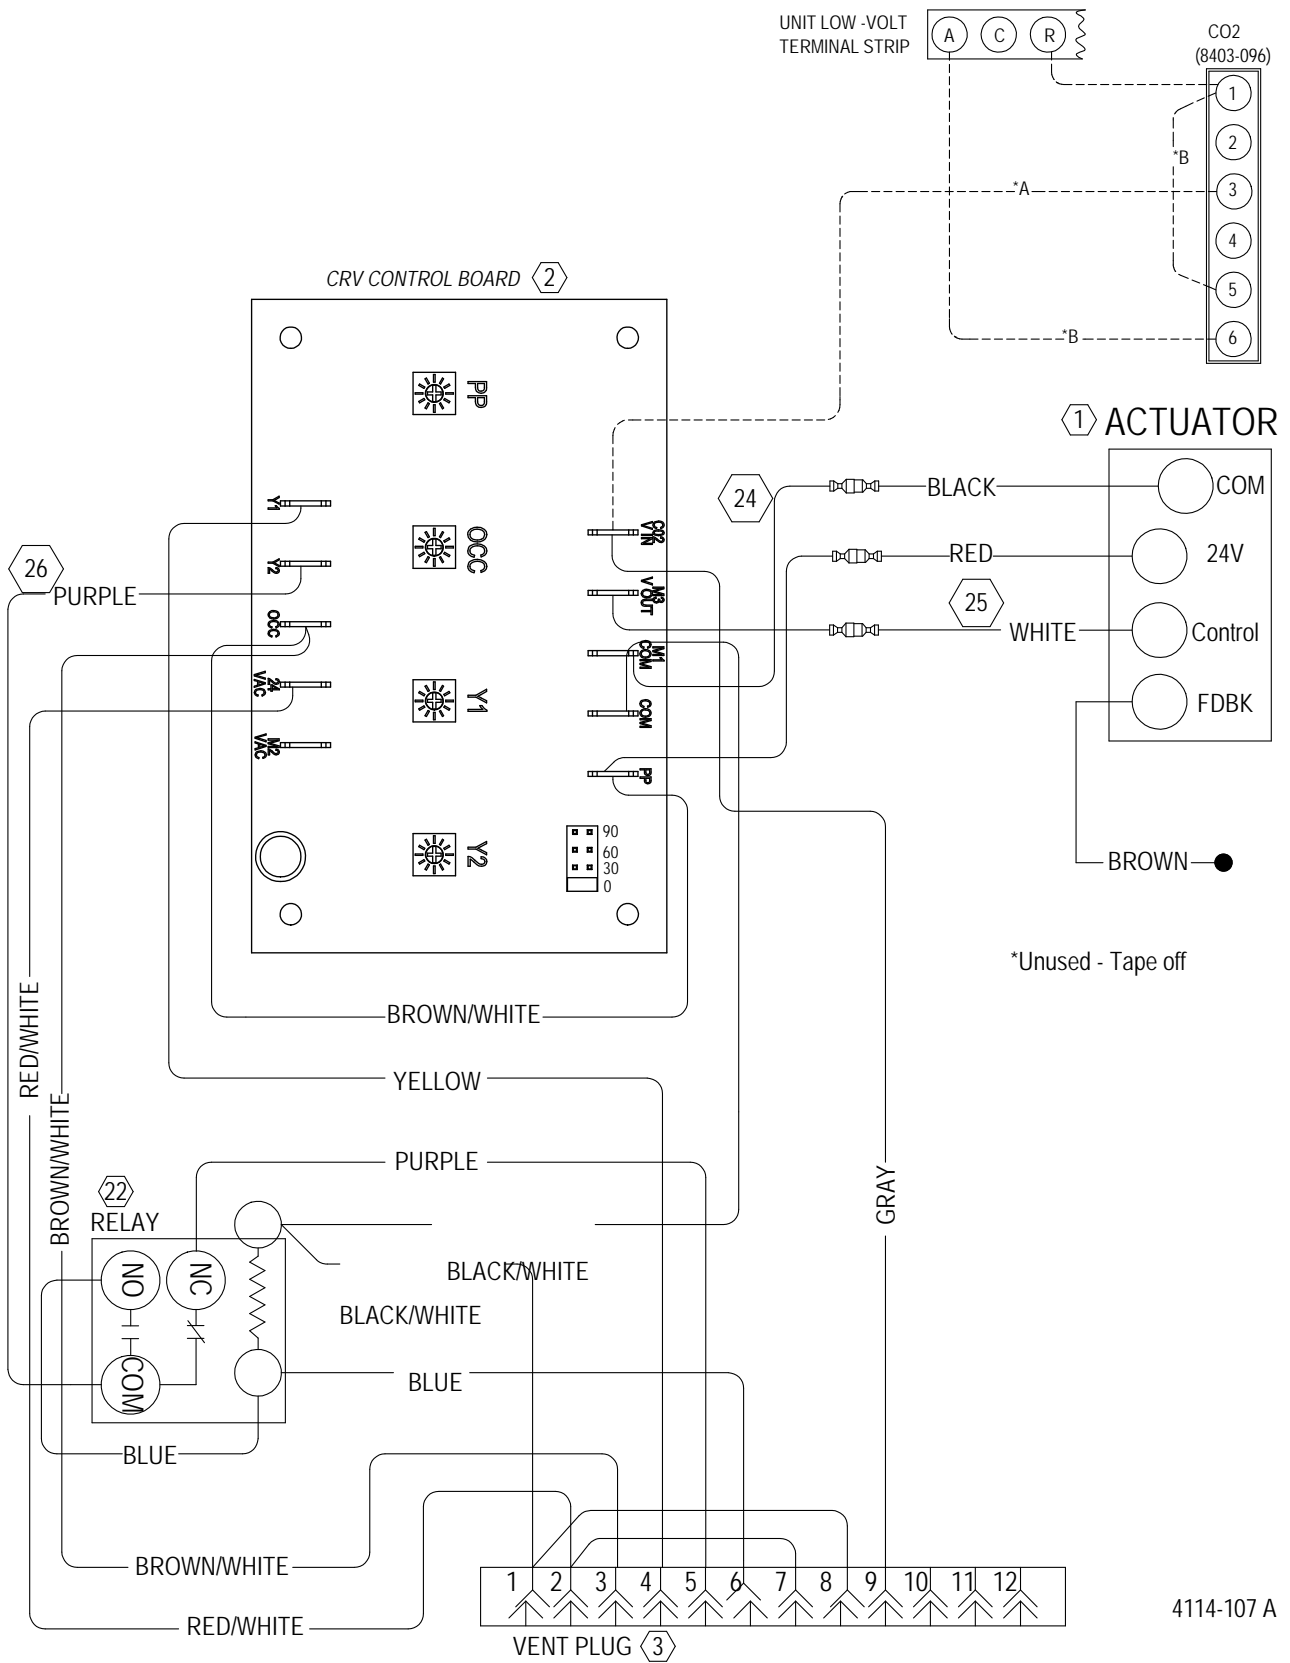 UNIT LOW -VOLT
TERMINAL STRIP
A C R
CO2
(8403-096)
1
2
3
4
5
6
*B
*A
*B
CRV CONTROL BOARD 2
PP
OCC
Y1
Y2
Y1
Y2
OCC
24
VAC
M2
VAC
CO2
V IN
M3
V OUT
M1
COM
COM
PP
90
60
30
0
1 ACTUATOR
COM
24V
Control
FDBK
24
BLACK
RED
25
WHITE
BROWN
*Unused - Tape off
26
PURPLE
RED/WHITE
BROWN/WHITE
BROWN/WHITE
YELLOW
PURPLE
GRAY
22
RELAY
NO
NC
COM
BLACK/WHITE
BLACK/WHITE
BLUE
BLUE
BROWN/WHITE
RED/WHITE
1 2 3 4 5 6 7 8 9 10 11 12
VENT PLUG 3
4114-107 A